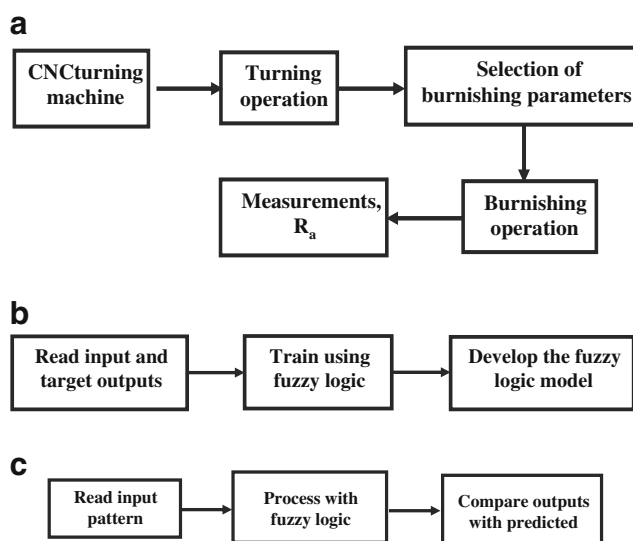 a
CNCturning
machine
Turning
operation
Selection of
burnishing parameters
Burnishing
operation
Measurements,
Ra
b
Read input and
target outputs
Train using
fuzzy logic
Develop the fuzzy
logic model
c
Read input
pattern
Process with
fuzzy logic
Compare outputs
with predicted